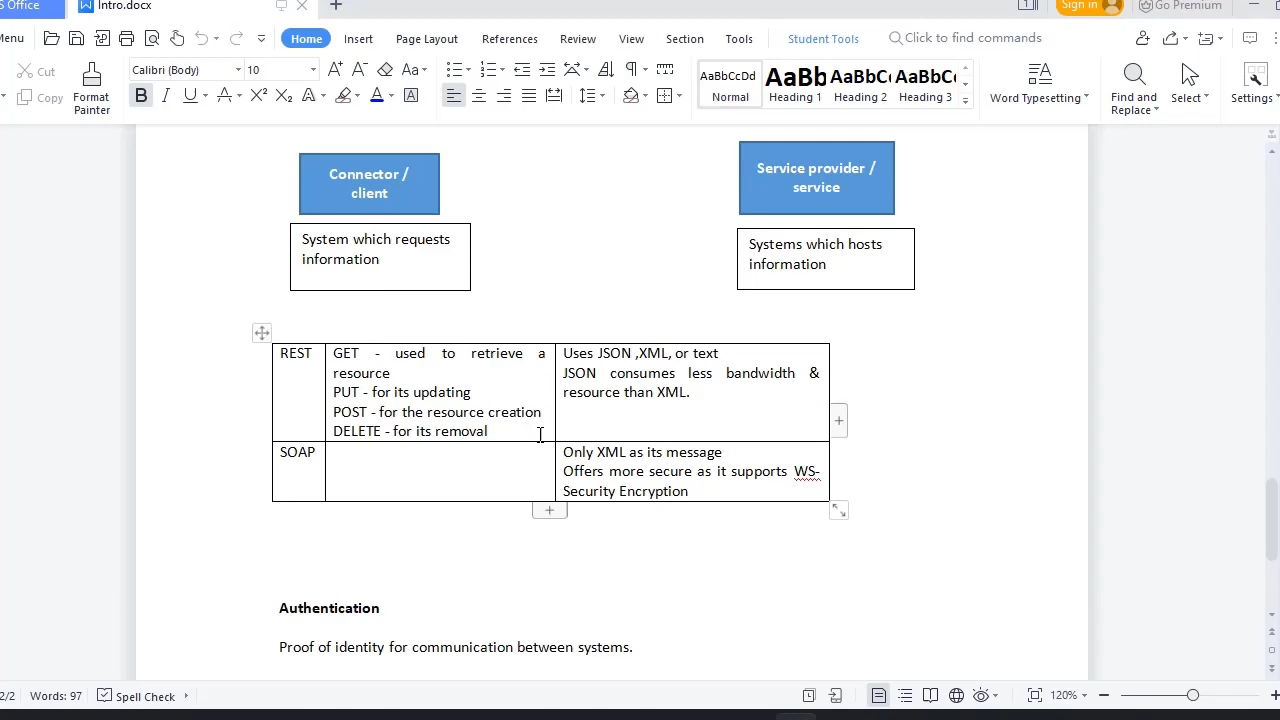 S Office
Intro.docx
Sign in
Go Premium
Menu
Home
Insert
Page Layout
References
Review
View
Section
Tools
Student Tools
Click to find commands
Cut
Copy
Format
Painter
Calibri (Body)
10
AaBbCcDd
Normal
AaBb
Heading 1
AaBbC
Heading 2
AaBbC
Heading 3
Word Typesetting
Find and
Replace
Select
Settings
Connector /
client
Service provider /
service
System which requests
information
Systems which hosts
information
REST
GET - used to retrieve a
resource
PUT - for its updating
POST - for the resource creation
DELETE - for its removal
Uses JSON ,XML, or text
JSON consumes less bandwidth &
resource than XML.
SOAP
Only XML as its message
Offers more secure as it supports WS-
Security Encryption
Authentication
Proof of identity for communication between systems.
2/2
Words: 97
Spell Check
120%